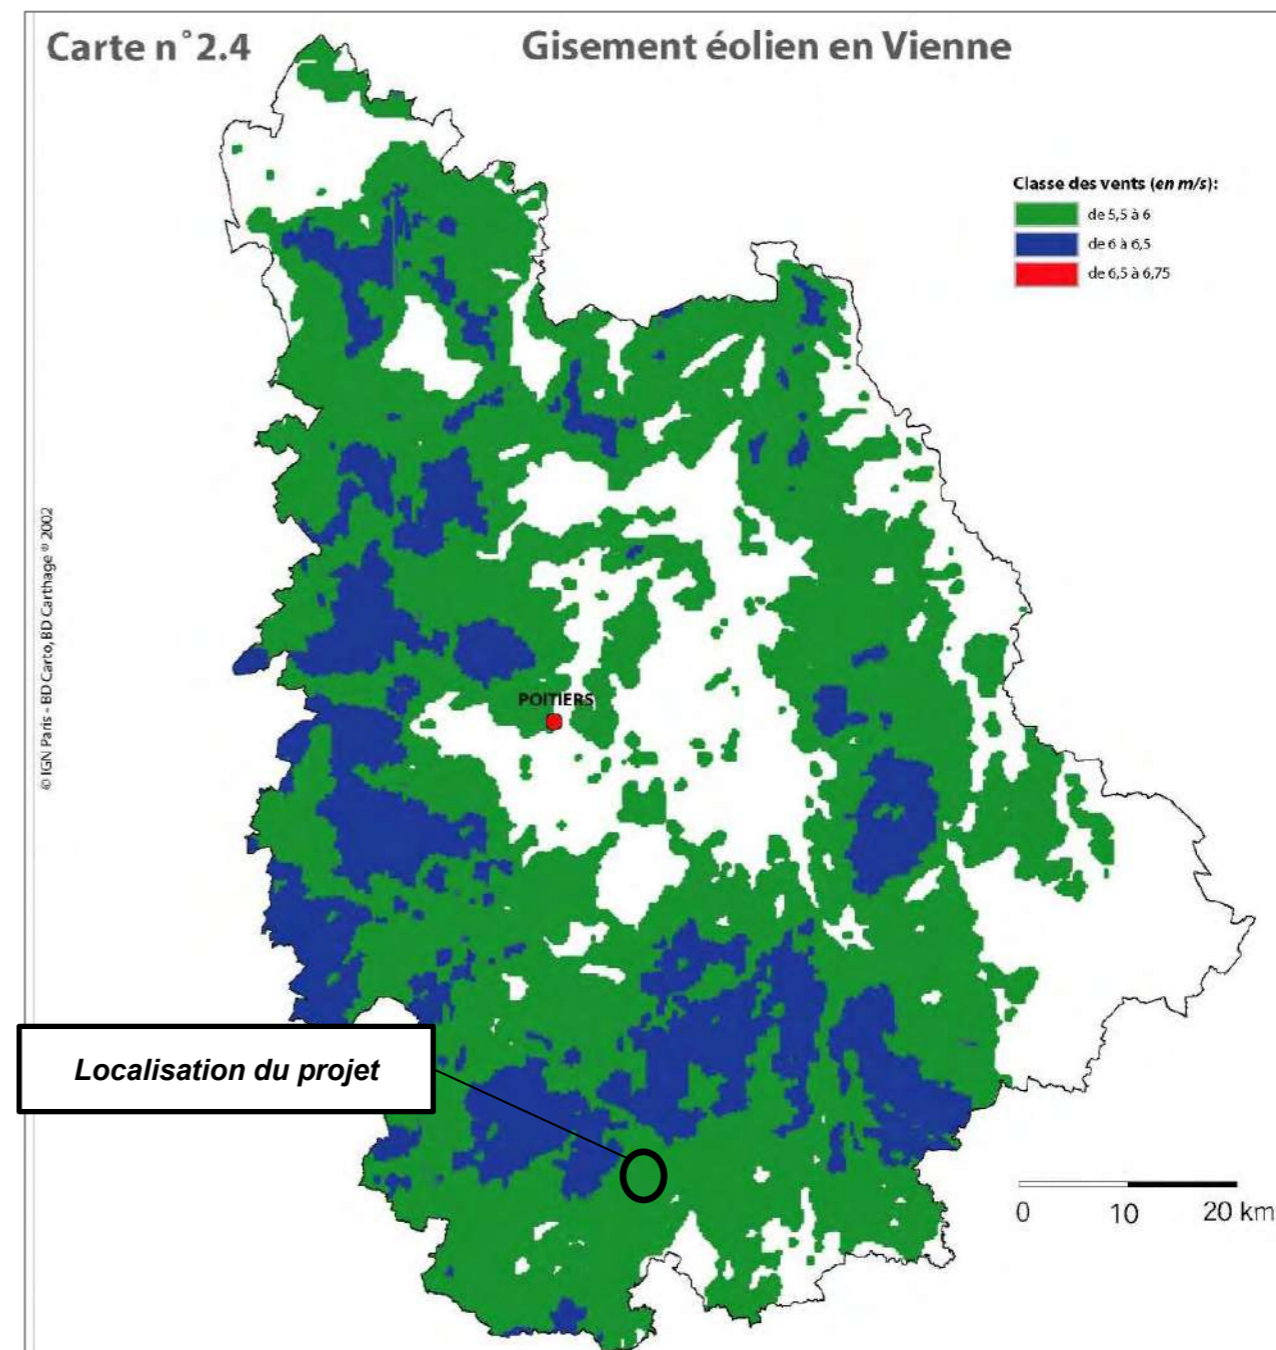 Carte n°2.4
Gisement éolien en Vienne
Classe des vents (en m/s):
de 5,5 à 6
de 6 à 6,5
de 6,5 à 6,75
© IGN Paris - BD Carto, BD Carthage ® 2002
POITIERS
Localisation du projet
0 10 20 km